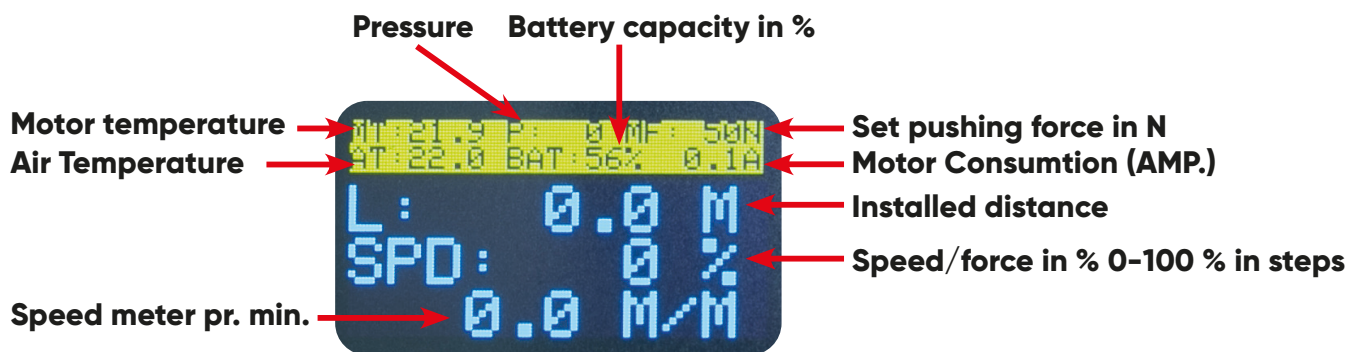 Pressure Battery capacity in %
Motor temperature
MT:21.9 P: 0 MF: 50N
Set pushing force in N
Air Temperature
AT:22.0 BAT:56% 0.1A
Motor Consumtion (AMP.)
L: 0.0 M
Installed distance
SPD: 0 %
Speed/force in % 0-100 % in steps
Speed meter pr. min.
0.0 M/M